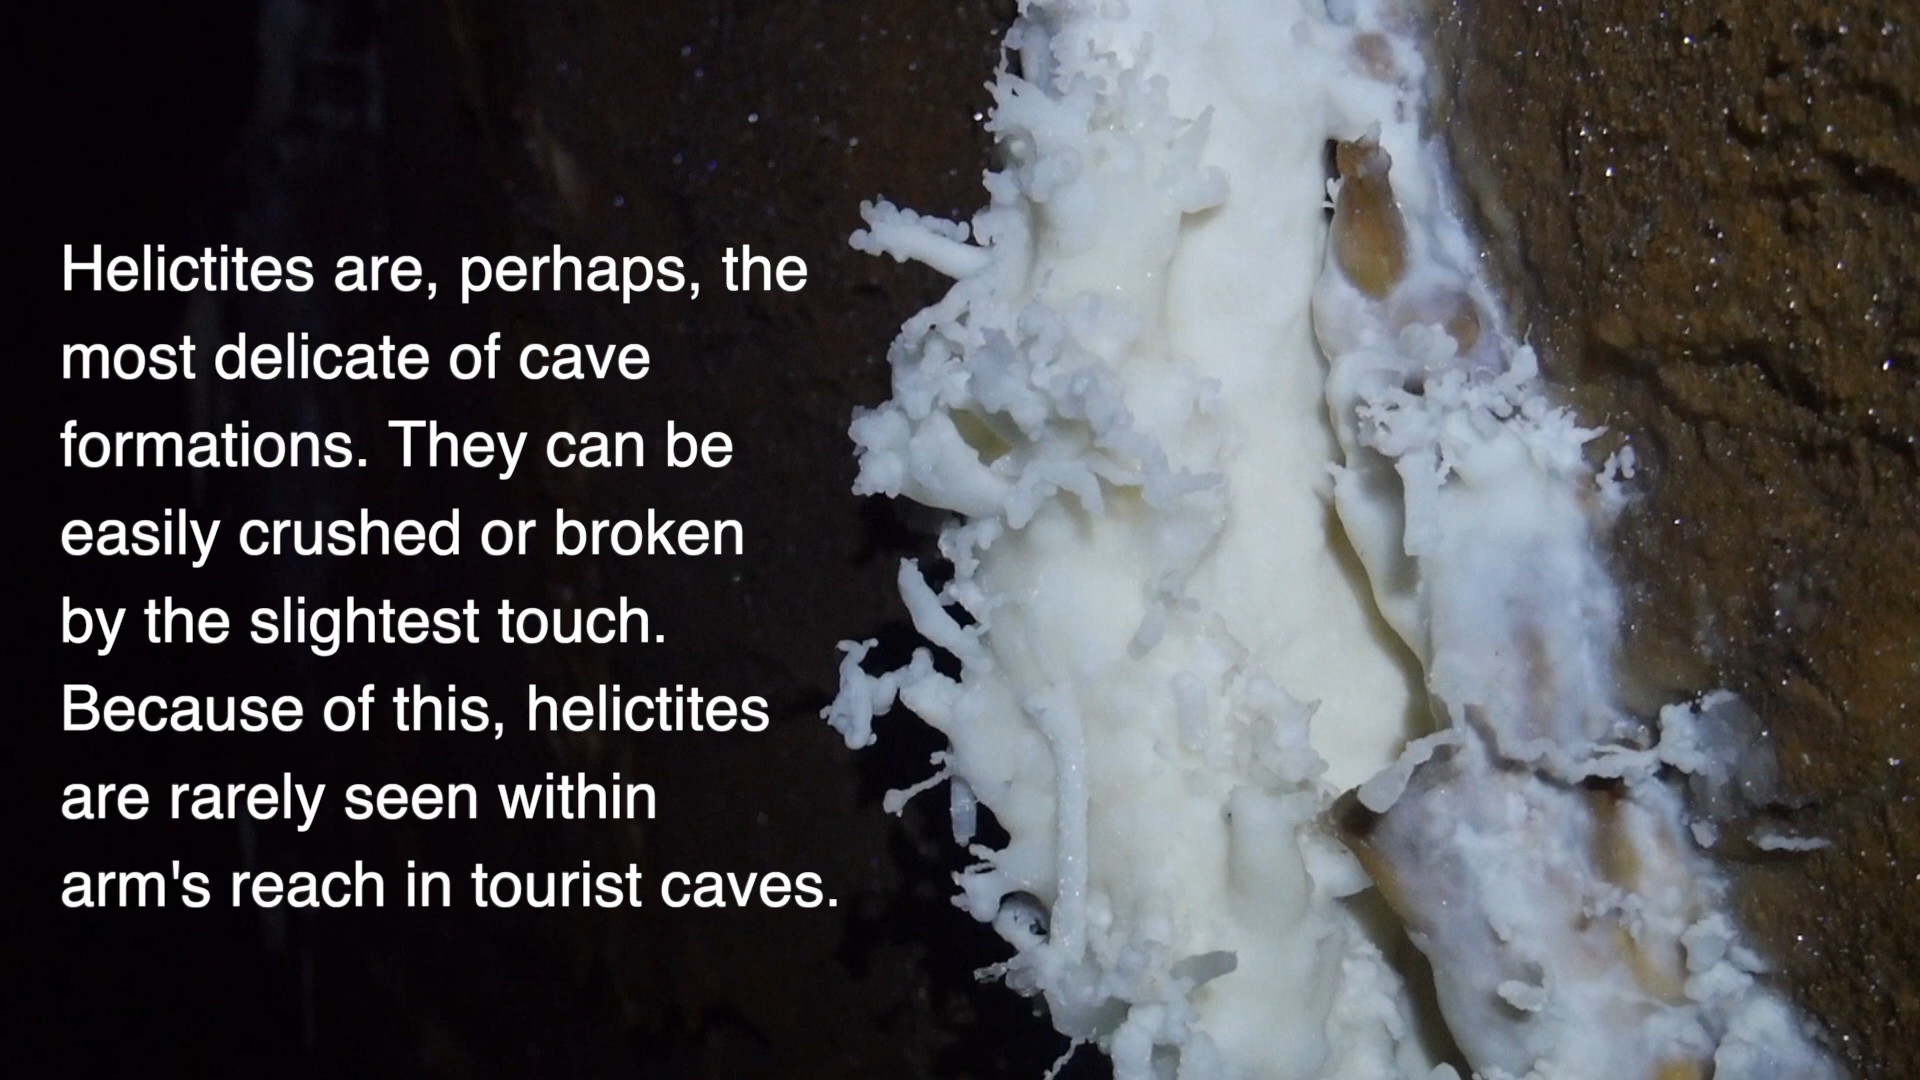 Helictites are, perhaps, the
most delicate of cave
formations. They can be
easily crushed or broken
by the slightest touch.
Because of this, helictites
are rarely seen within
arm's reach in tourist caves.